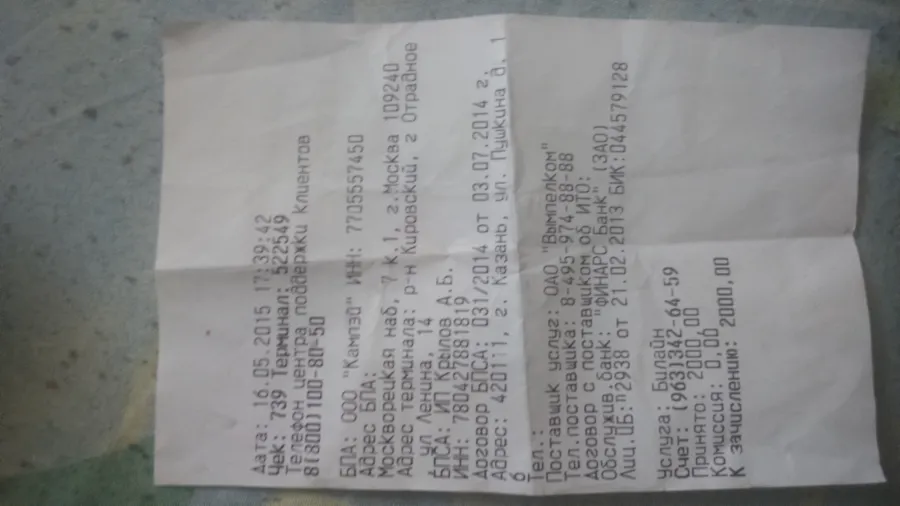 Дата: 16.05.2015 17:39:42
Чек: 739 Терминал: 522549
Телефон центра поддержки клиентов
8(800)100-80-50
БПА: ООО "Кампэй" ИНН: 7705557450
Адрес БПА:
Москворецкая наб, 7 к.1, г.Москва 109240
Адрес терминала: р-н Кировский, г Отрадное
ул Ленина, 14
БПСА: ИП Крылов А.Б.
ИНН: 780427881819
Договор БПСА: 031/2014 от 03.07.2014 г.
Адрес: 420111, г. Казань, ул. Пушкина д. 1
6
Тел.:
Поставщик услуг: ОАО "Вымпелком"
Тел.поставщика: 8-495-974-88-88
Договор с поставщиком об ИТО:
Обслужив.банк: "ФИНАРС Банк" (ЗАО)
Лиц.ЦБ:п2938 от 21.02.2013 БИК:044579128
Услуга: Билайн
Счет: (963)342-64-59
Принято: 2000,00
Комиссия: 0,00
К зачислению: 2000,00